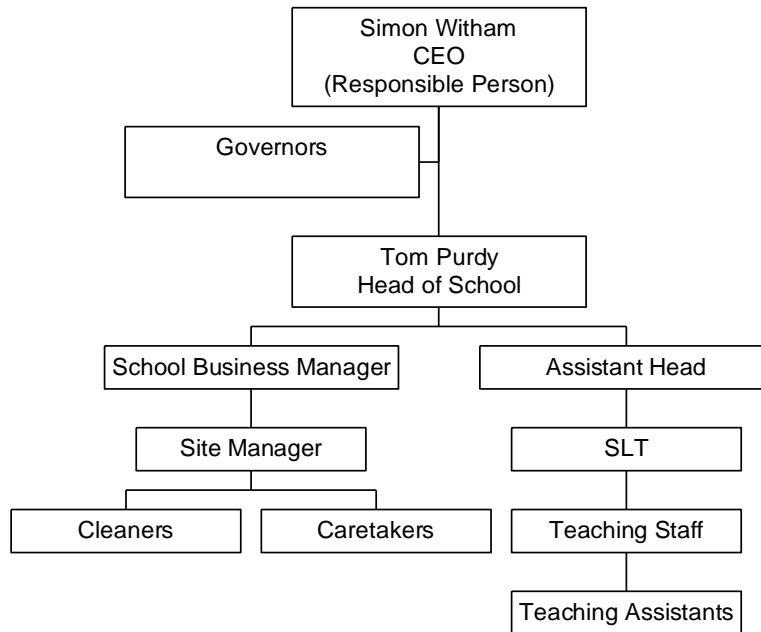 Simon Witham
CEO
(Responsible Person)
Governors
Tom Purdy
Head of School
School Business Manager
Assistant Head
Site Manager
SLT
Cleaners
Caretakers
Teaching Staff
Teaching Assistants